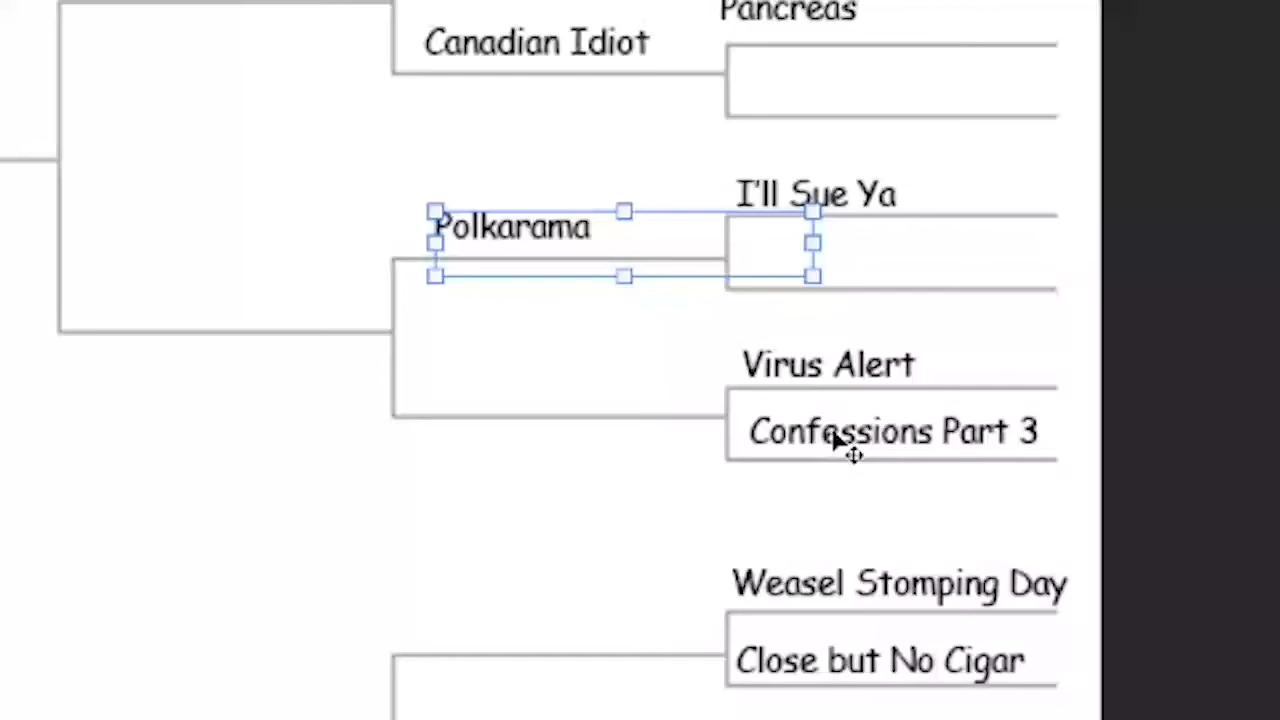 Pancreas
Canadian Idiot
I'll Sue Ya
Polkarama
Virus Alert
Confessions Part 3
Weasel Stomping Day
Close but No Cigar